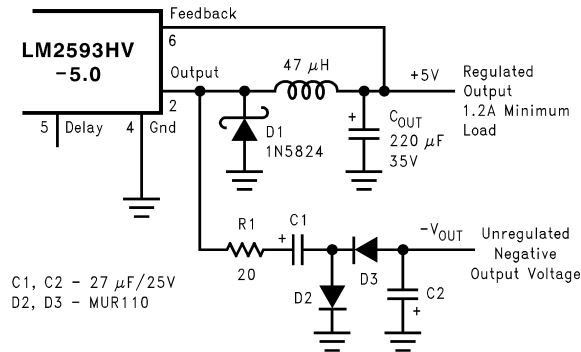 Feedback
LM2593HV
-5.0
6
Output
2
47 µH
+5V
Regulated
Output
1.2A Minimum
Load
5
Delay
4
Gnd
D1
1N5824
+
C_OUT
220 µF
35V
R1
20
C1
+
-V_OUT
Unregulated
Negative
Output Voltage
D3
D2
C2
+
C1, C2 - 27 µF/25V
D2, D3 - MUR110